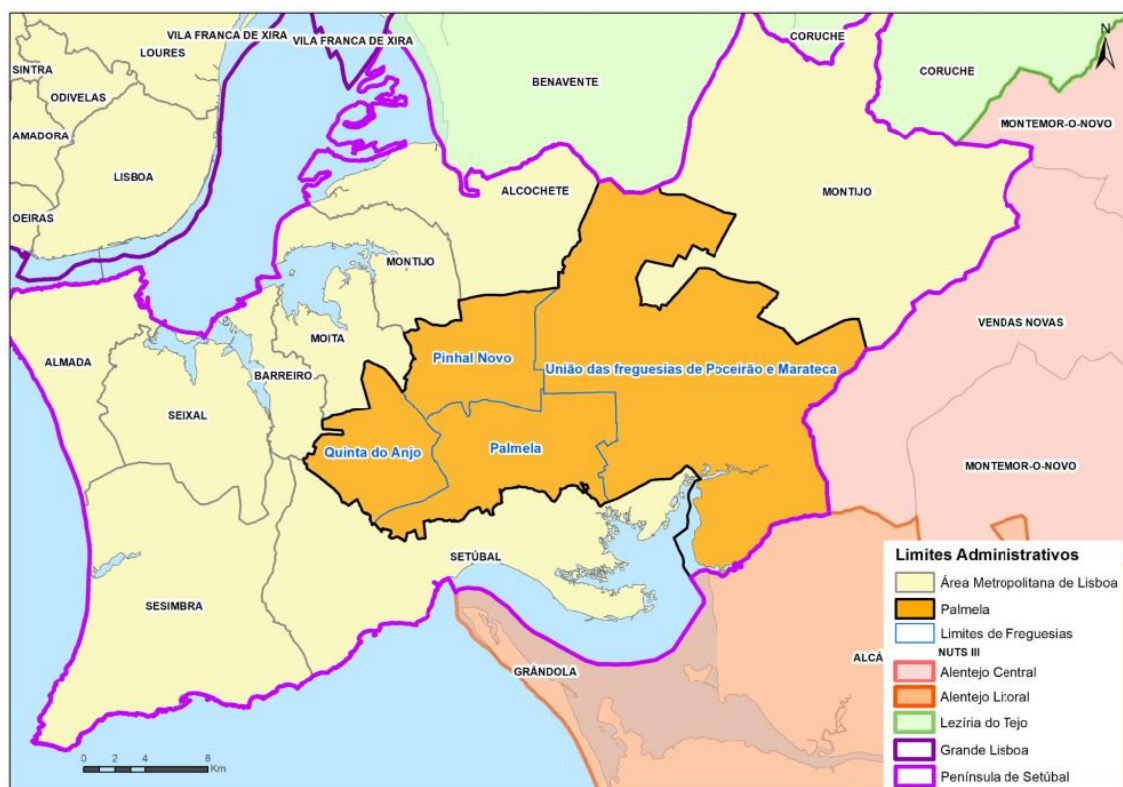 VILA FRANCA DE XIRA
VILA FRANCA DE XIRA
LOURES
SINTRA
ODIVELAS
AMADORA
LISBOA
OEIRAS
CORUCHE
CORUCHE
N
BENAVENTE
MONTEMOR-O-NOVO
ALCOCHETE
MONTIJO
MONTIJO
MOITA
ALMADA
BARREIRO
SEIXAL
Pinhal Novo
União das freguesias de Poceirão e Marateca
VENDAS NOVAS
Quinta do Anjo
Palmela
MONTEMOR-O-NOVO
SETÚBAL
SESIMBRA
GRÂNDOLA
ALCÁ
0 2 4 8
Km
Limites Administrativos
Área Metropolitana de Lisboa
Palmela
Limites de Freguesias
NUTS III
Alentejo Central
Alentejo Litoral
Lezíria do Tejo
Grande Lisboa
Península de Setúbal